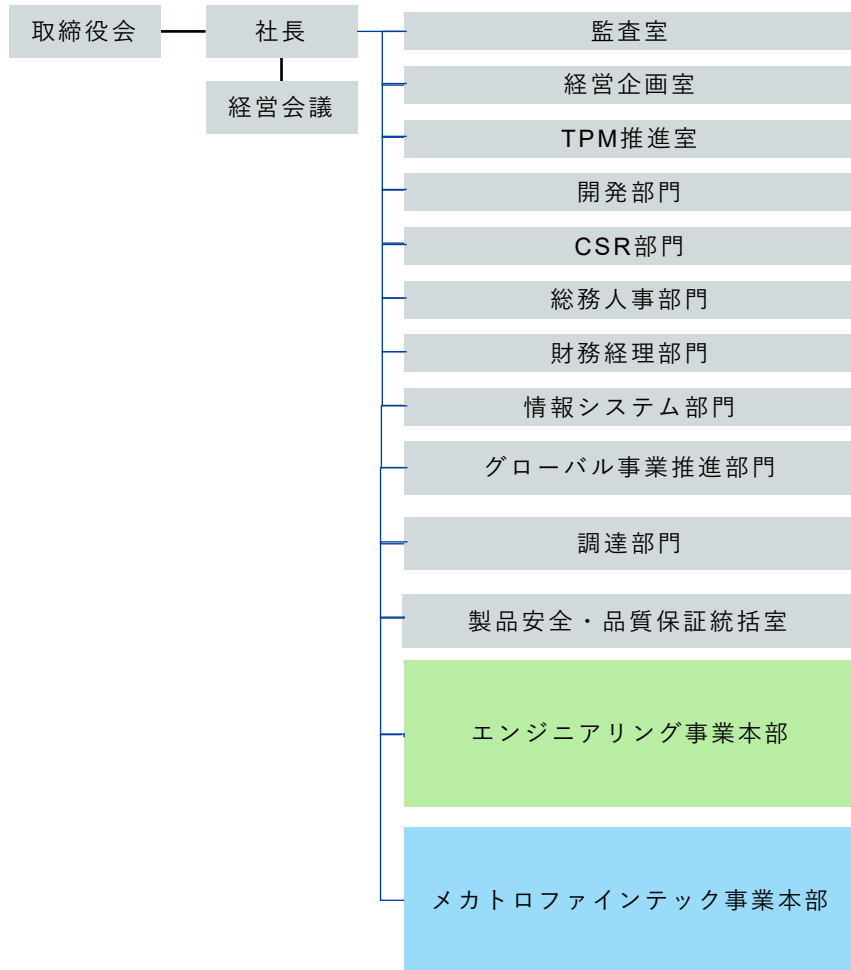 取締役会
社長
経営会議
監査室
経営企画室
TPM推進室
開発部門
CSR部門
総務人事部門
財務経理部門
情報システム部門
グローバル事業推進部門
調達部門
製品安全・品質保証統括室
エンジニアリング事業本部
メカトロファインテック事業本部